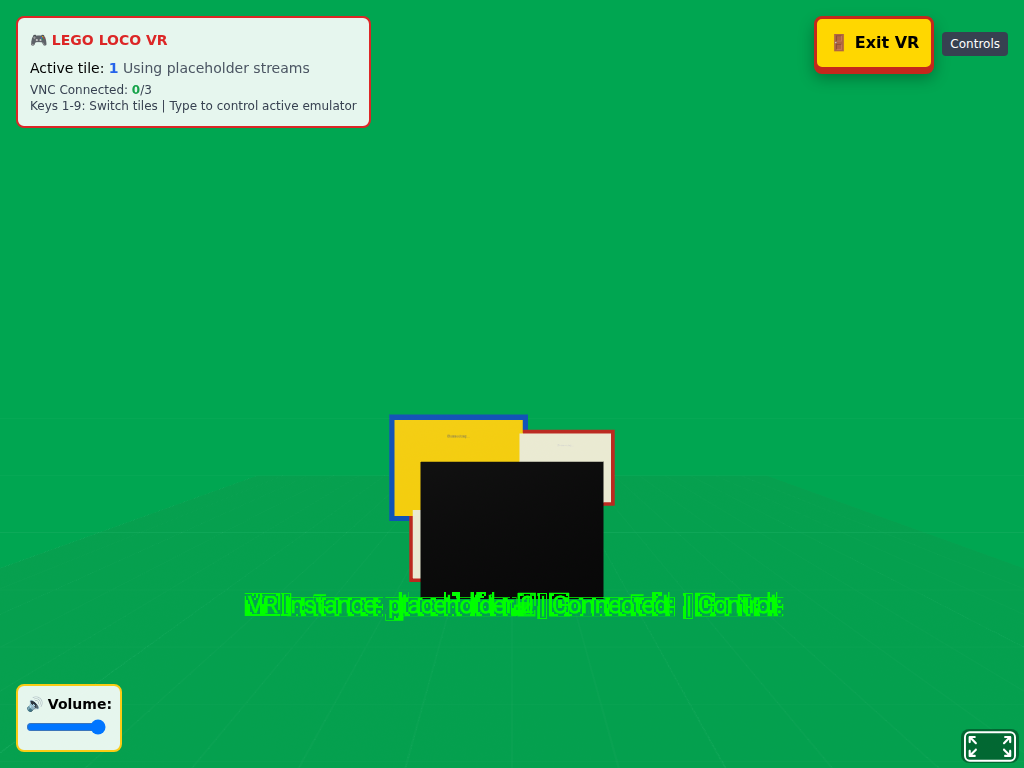 🎮 LEGO LOCO VR
Active tile: 1 Using placeholder streams
VNC Connected: 0/3
Keys 1-9: Switch tiles | Type to control active emulator
🚪 Exit VR
Controls
🔊 Volume: